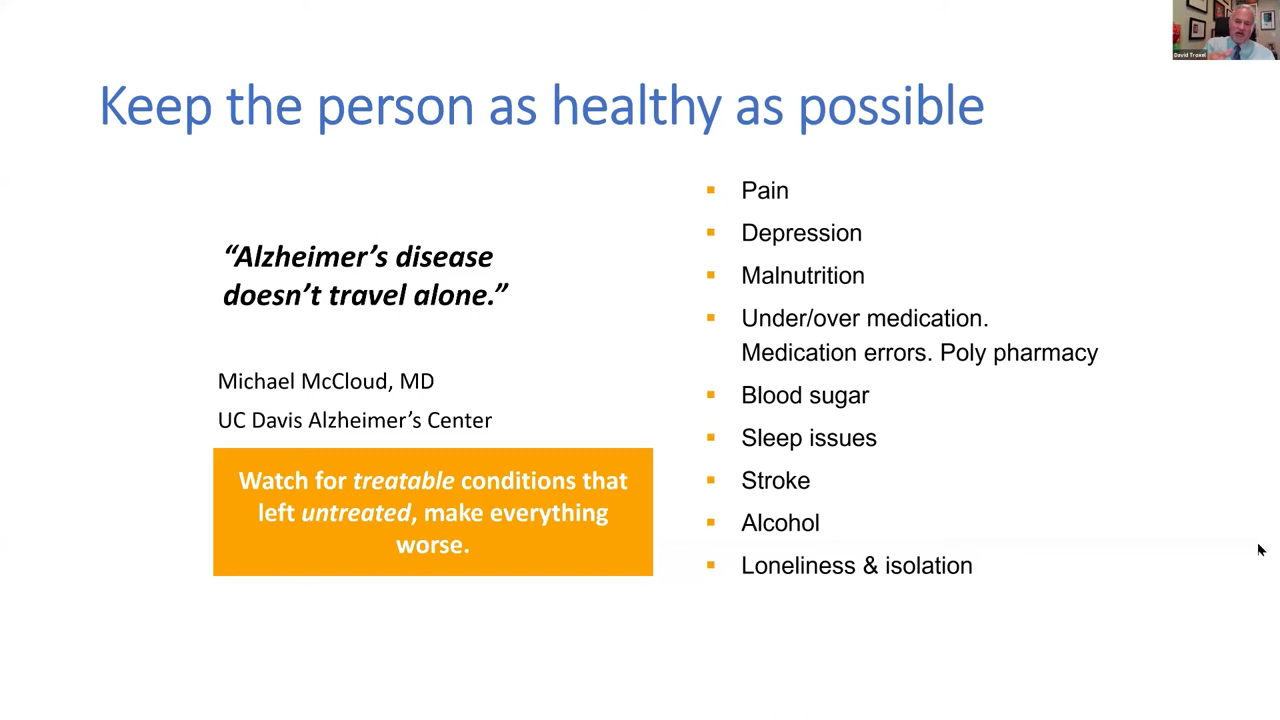 David Troxel
Keep the person as healthy as possible
“Alzheimer’s disease
doesn’t travel alone.”
Michael McCloud, MD
UC Davis Alzheimer’s Center
Watch for treatable conditions that
left untreated, make everything
worse.
Pain
Depression
Malnutrition
Under/over medication.
Medication errors. Poly pharmacy
Blood sugar
Sleep issues
Stroke
Alcohol
Loneliness & isolation